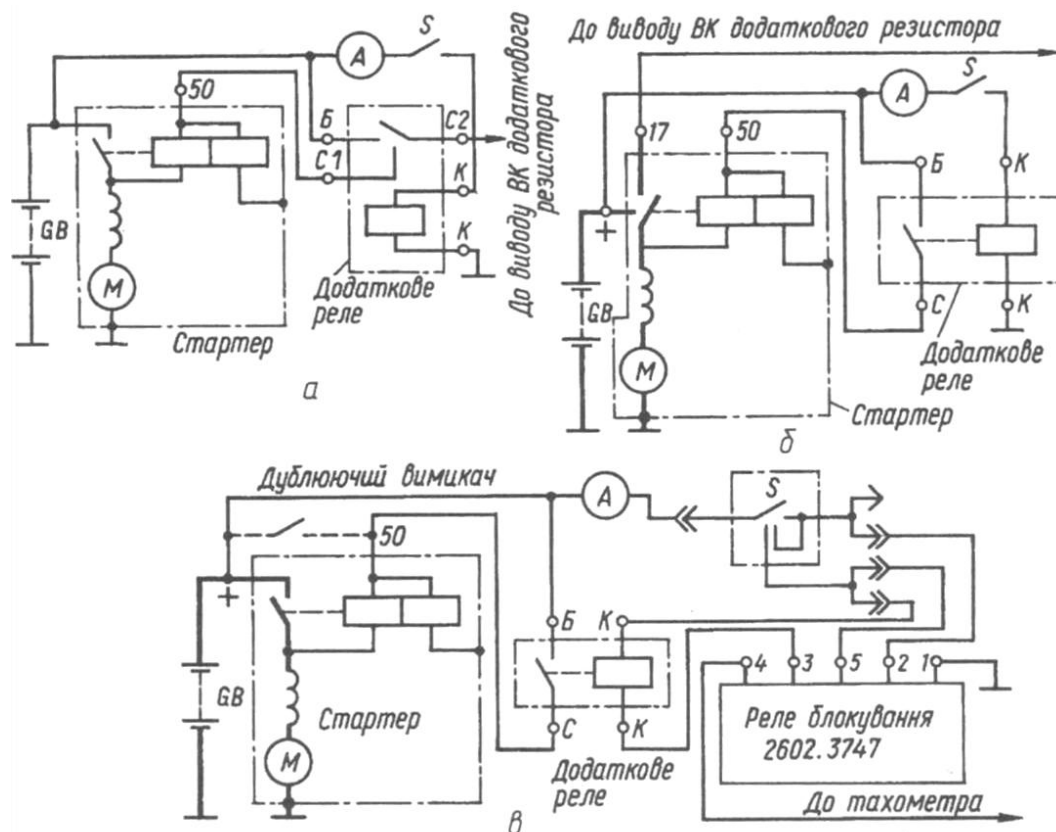 А
S
50
Б
С2
С1
К
К
GB
М
Додаткове
реле
Стартер
До виводу ВК додаткового
резистора
а
До виводу ВК додаткового резистора
А
S
17
50
Б
К
+
GB
С
К
М
Додаткове
реле
Стартер
б
Дублюючий вимикач
А
S
50
+
Б
К
4
3
5
2
1
GB
Стартер
С
К
М
Додаткове
реле
Реле блокування
2602.3747
До тахометра
в